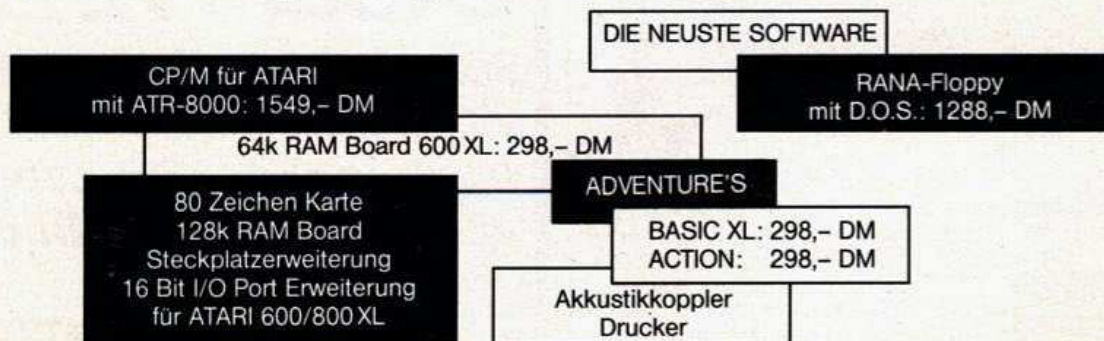 DIE NEUSTE SOFTWARE
CP/M für ATARI
mit ATR-8000: 1549,– DM
RANA-Floppy
mit D.O.S.: 1288,– DM
64k RAM Board 600 XL: 298,– DM
80 Zeichen Karte
128k RAM Board
Steckplatzerweiterung
16 Bit I/O Port Erweiterung
für ATARI 600/800 XL
ADVENTURE'S
BASIC XL: 298,– DM
ACTION: 298,– DM
Akkustikkoppler
Drucker